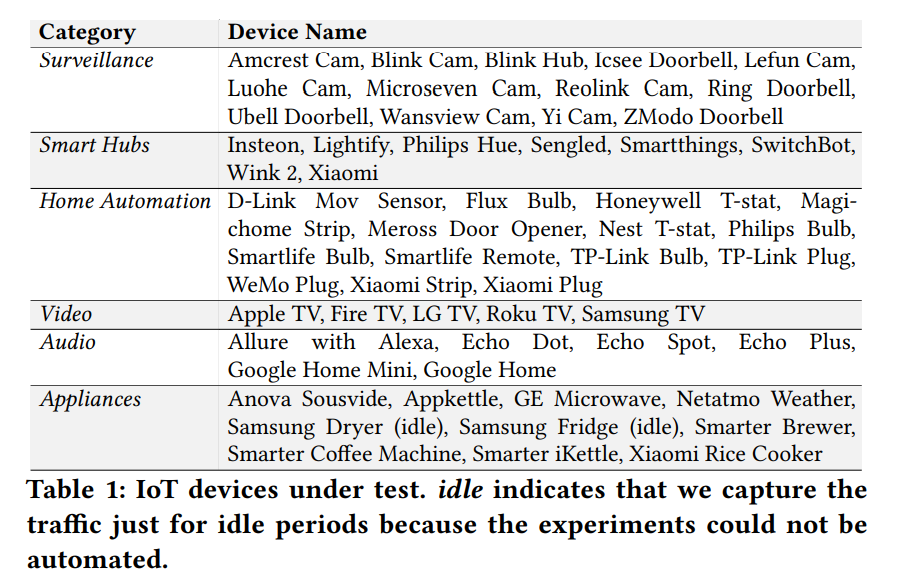 Category Device Name
Surveillance Amcrest Cam, Blink Cam, Blink Hub, Icsee Doorbell, Lefun Cam,
Luohe Cam, Microseven Cam, Reolink Cam, Ring Doorbell,
Ubell Doorbell, Wansview Cam, Yi Cam, ZModo Doorbell
Smart Hubs Insteon, Lightify, Philips Hue, Sengled, Smartthings, SwitchBot,
Wink 2, Xiaomi
Home Automation D-Link Mov Sensor, Flux Bulb, Honeywell T-stat, Magi-
chome Strip, Meross Door Opener, Nest T-stat, Philips Bulb,
Smartlife Bulb, Smartlife Remote, TP-Link Bulb, TP-Link Plug,
WeMo Plug, Xiaomi Strip, Xiaomi Plug
Video Apple TV, Fire TV, LG TV, Roku TV, Samsung TV
Audio Allure with Alexa, Echo Dot, Echo Spot, Echo Plus,
Google Home Mini, Google Home
Appliances Anova Sousvide, Appkettle, GE Microwave, Netatmo Weather,
Samsung Dryer (idle), Samsung Fridge (idle), Smarter Brewer,
Smarter Coffee Machine, Smarter iKettle, Xiaomi Rice Cooker
Table 1: IoT devices under test. idle indicates that we capture the
traffic just for idle periods because the experiments could not be
automated.